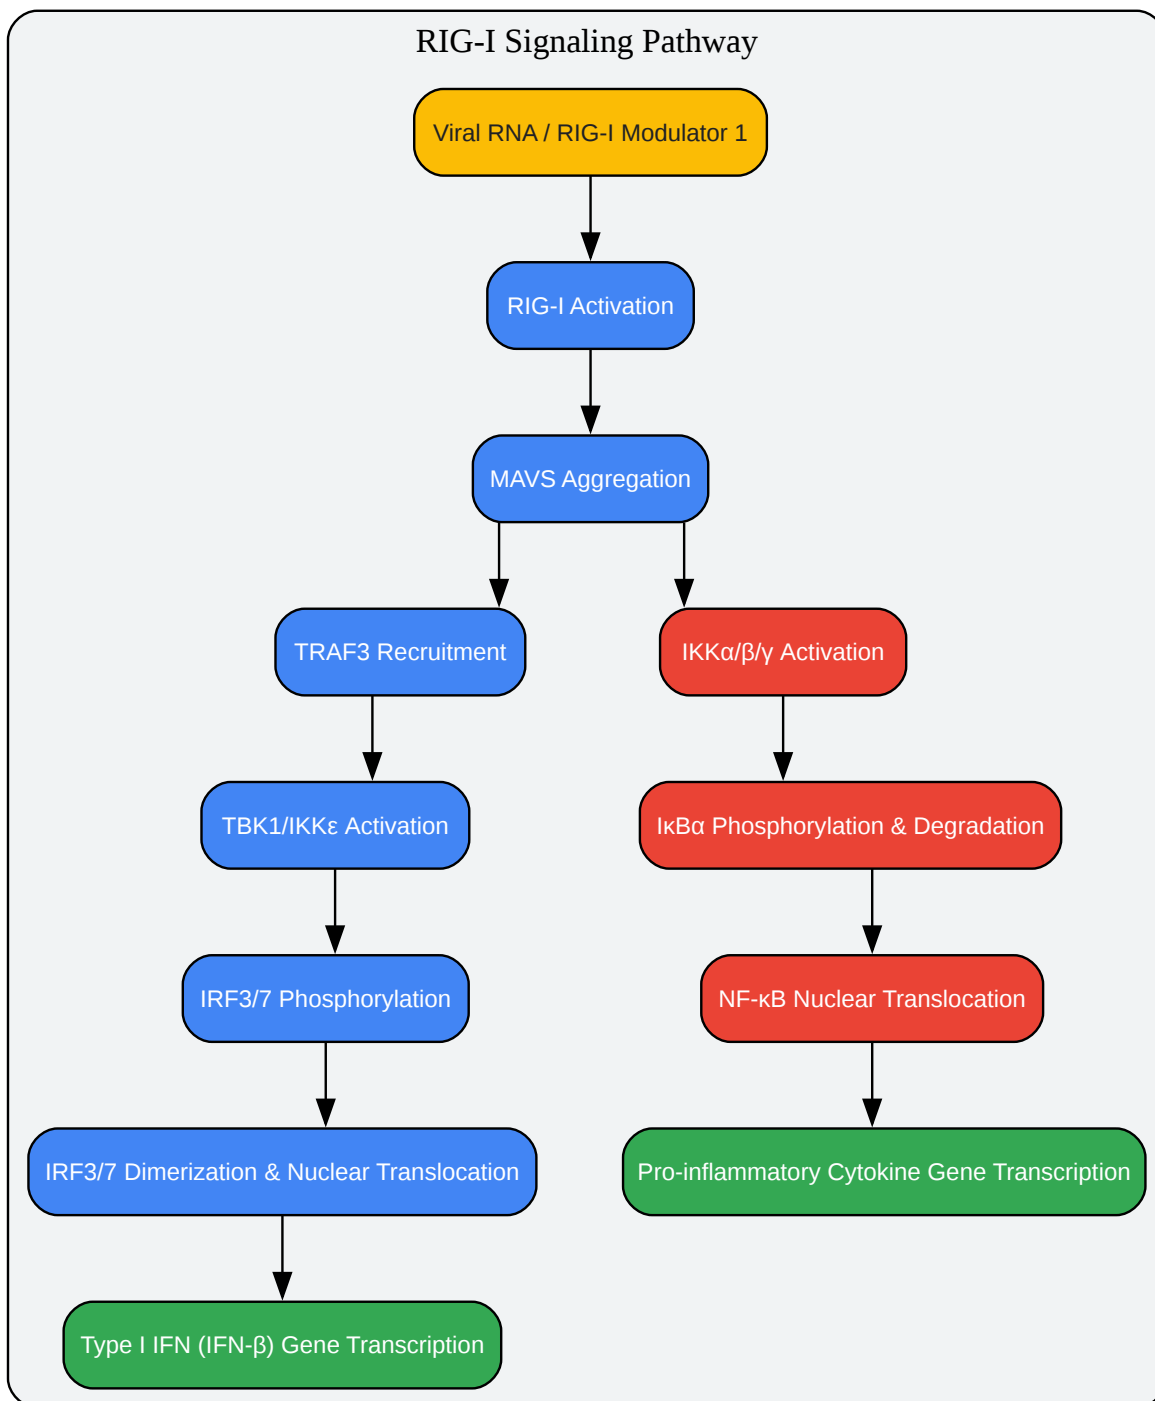 RIG-I Signaling Pathway
Viral RNA / RIG-I Modulator 1
RIG-I Activation
MAVS Aggregation
TRAF3 Recruitment
IKKα/β/γ Activation
TBK1/IKKε Activation
IκBα Phosphorylation & Degradation
IRF3/7 Phosphorylation
NF-κB Nuclear Translocation
IRF3/7 Dimerization & Nuclear Translocation
Pro-inflammatory Cytokine Gene Transcription
Type I IFN (IFN-β) Gene Transcription